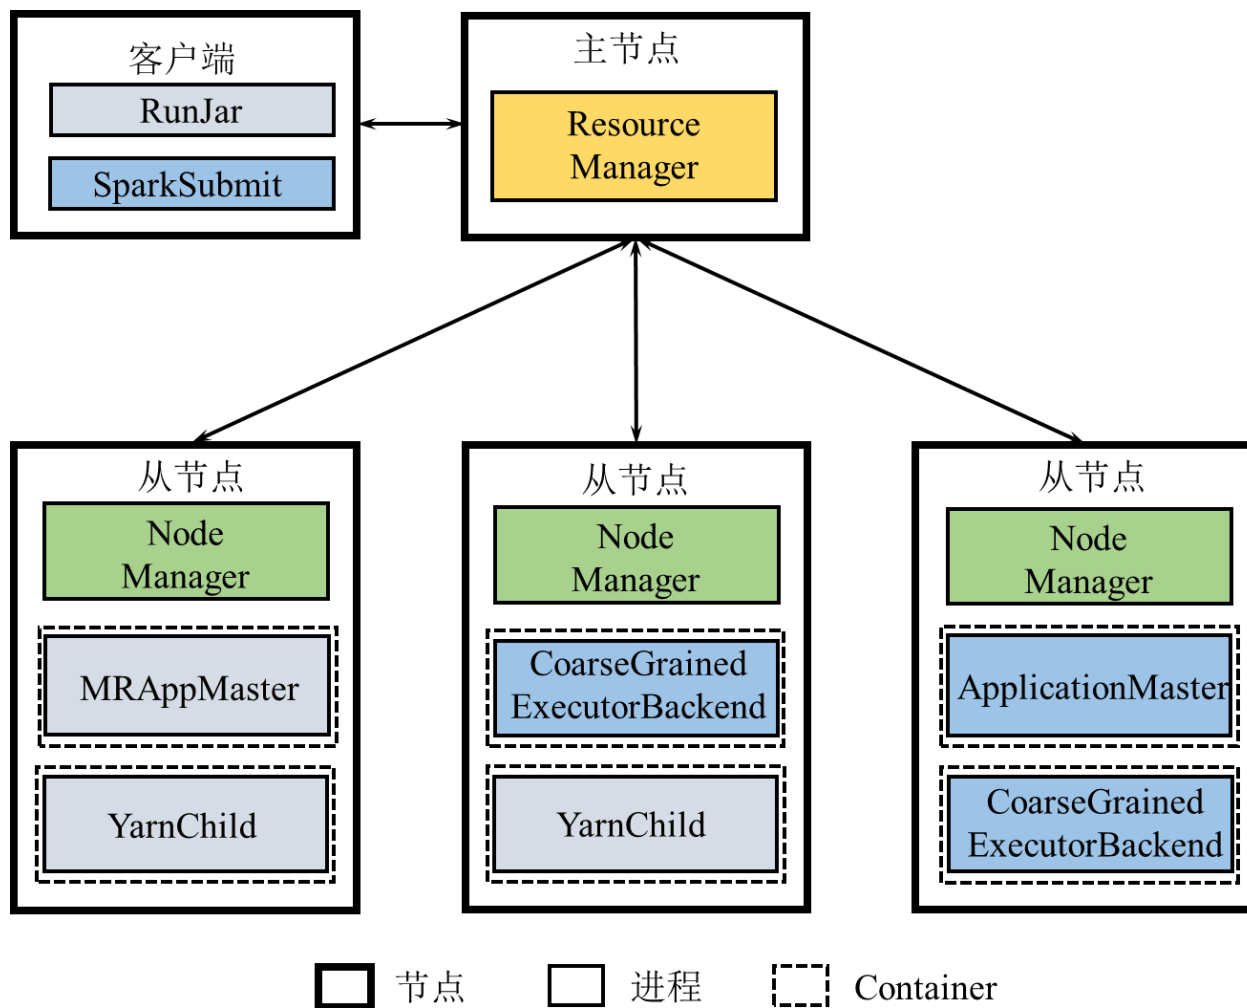 客户端
RunJar
SparkSubmit
主节点
Resource
Manager
从节点
Node
Manager
MRAppMaster
YarnChild
从节点
Node
Manager
CoarseGrained
ExecutorBackend
YarnChild
从节点
Node
Manager
ApplicationMaster
CoarseGrained
ExecutorBackend
节点
进程
Container